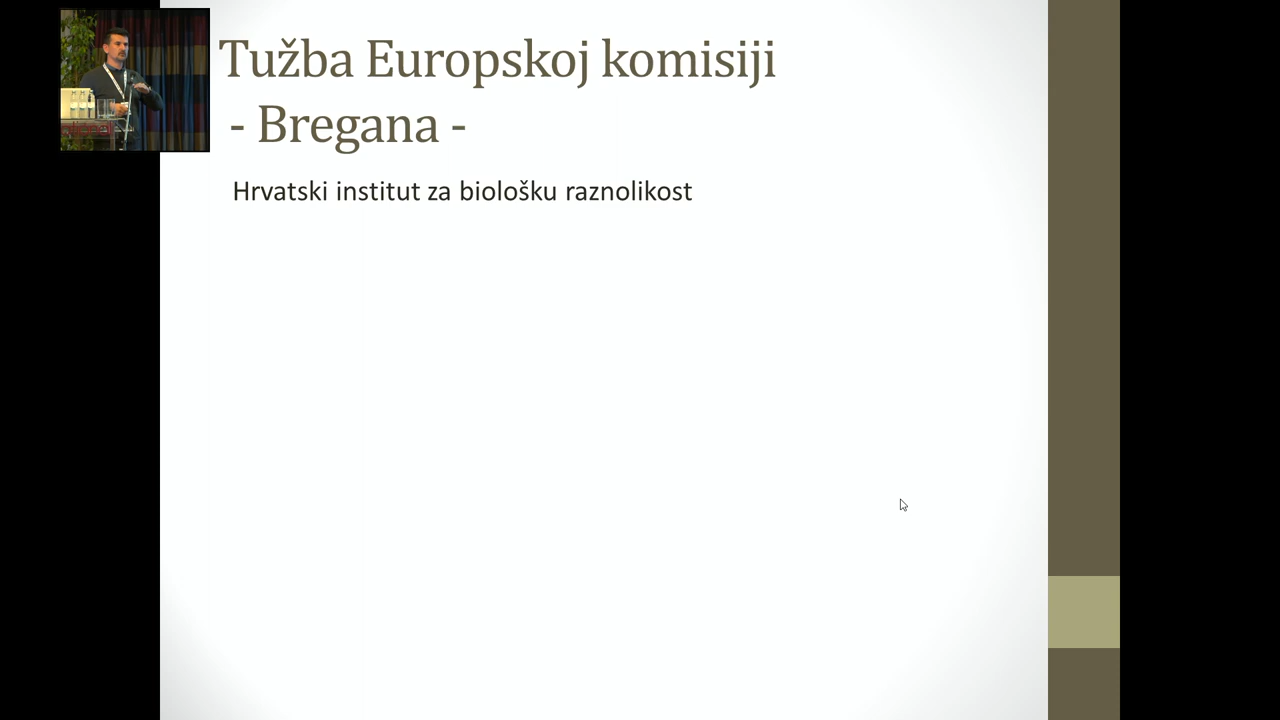 Tužba Europskoj komisiji
- Bregana -
Hrvatski institut za biološku raznolikost